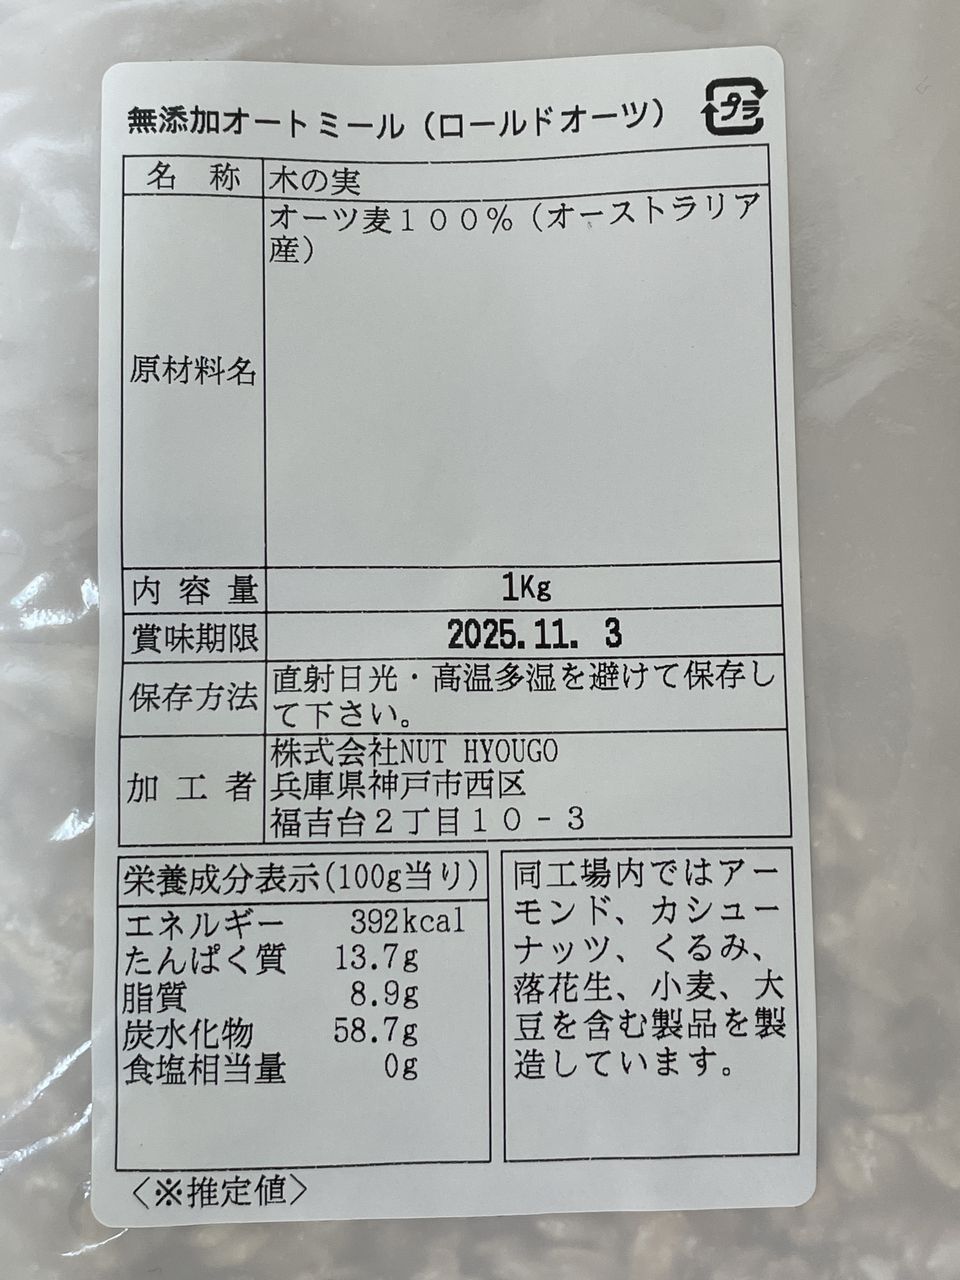 無添加オートミール（ロールドオーツ）
プラ
名 称 木の実
原材料名 オーツ麦１００％（オーストラリア
産）
内 容 量 1Kg
賞味期限 2025.11. 3
保存方法 直射日光・高温多湿を避けて保存し
て下さい。
加 工 者 株式会社NUT HYOUGO
兵庫県神戸市西区
福吉台２丁目１０－３
栄養成分表示(100g当り)
エネルギー 392kcal
たんぱく質 13.7g
脂質 8.9g
炭水化物 58.7g
食塩相当量 0g
同工場内ではアー
モンド、カシュー
ナッツ、くるみ、
落花生、小麦、大
豆を含む製品を製
造しています。
〈※推定値〉